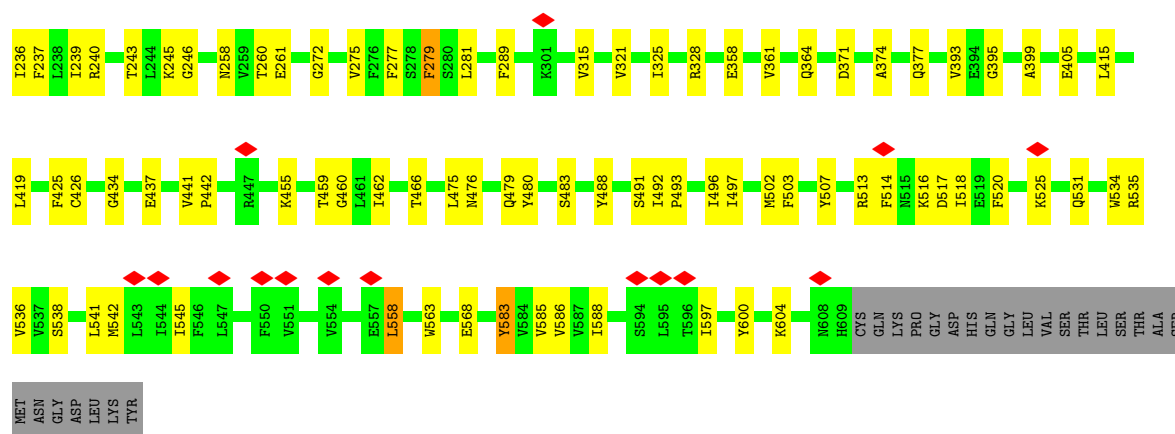 I236 F237 L238 I239 R240 T243 L244 K245 G246 N258 V259 T260 E261 G272 V275 F276 F277 S278 F279 S280 L281 F289 K301 V315 V321 I325 R328 E358 V361 Q364 D371 A374 Q377 V393 E394 G395 A399 E405 L415
L419 F425 C426 G434 E437 V441 P442 R447 K455 T459 G460 L461 I462 T466 L475 N476 Q479 Y480 S483 Y488 S491 I492 P493 I496 I497 M502 F503 Y507 R513 F514 N515 K516 D517 I518 E519 F520 K525 Q531 W534 R535
V536 V537 S538 L541 M542 L543 I544 I545 F546 L547 F550 V551 V554 E557 L558 W563 E568 Y583 V584 V585 V586 V587 I588 S594 L595 T596 I597 Y600 K604 N608 H609 CYS GLN LYS PRO GLY ASP HIS GLN GLY LEU VAL SER THR LEU SER THR ALA
MET ASN GLY ASP LEU LYS TYR